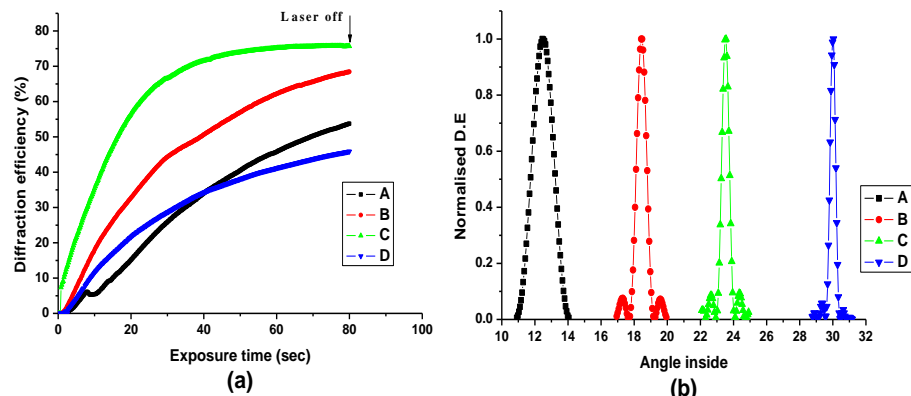 Laser off
80
70
60
50
40
30
20
10
0
Diffraction efficiency (%)
A
B
C
D
0 20 40 60 80 100
Exposure time (sec)
(a)
1.0
0.8
0.6
0.4
0.2
0.0
Normalised D.E
A
B
C
D
10 12 14 16 18 20 22 24 26 28 30 32
Angle inside
(b)